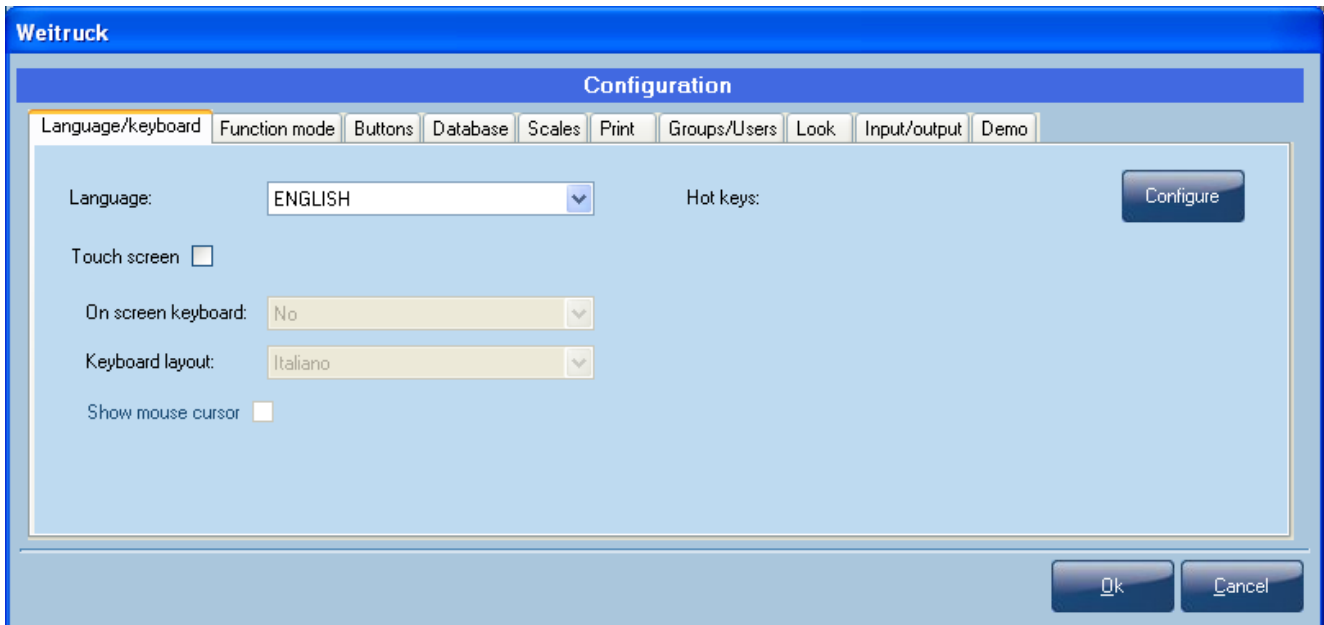 Weitruck
Configuration
Language/keyboard Function mode Buttons Database Scales Print Groups/Users Look Input/output Demo
Language: ENGLISH Hot keys: Configure
Touch screen
On screen keyboard: No
Keyboard layout: Italiano
Show mouse cursor
Ok Cancel